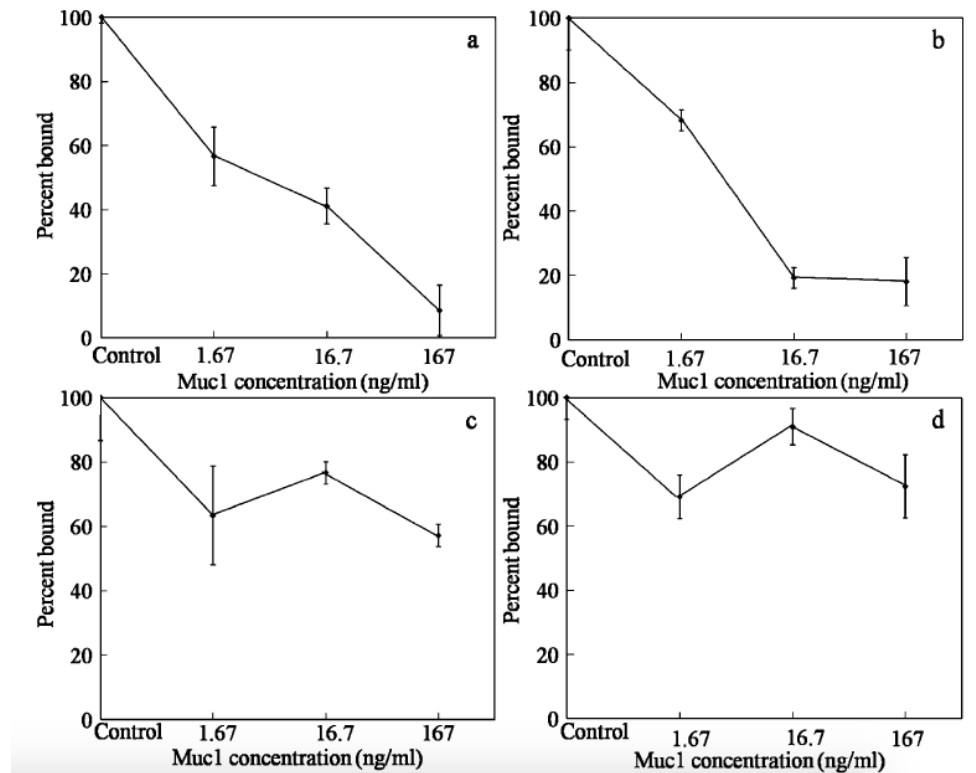 a
100
80
60
40
20
0
Percent bound
Control 1.67 16.7 167
Muc1 concentration (ng/ml)
b
100
80
60
40
20
0
Percent bound
Control 1.67 16.7 167
Muc1 concentration (ng/ml)
c
100
80
60
40
20
0
Percent bound
Control 1.67 16.7 167
Muc1 concentration (ng/ml)
d
100
80
60
40
20
0
Percent bound
Control 1.67 16.7 167
Muc1 concentration (ng/ml)